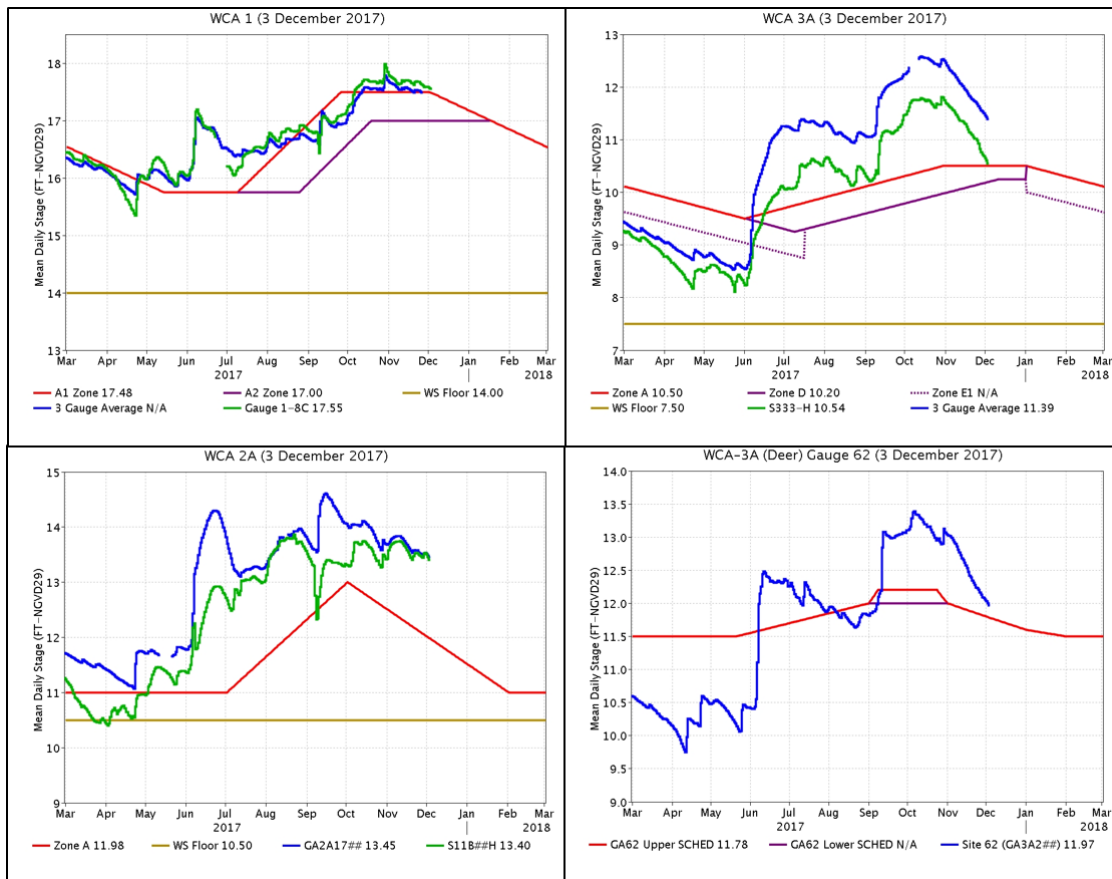 WCA 1 (3 December 2017)
Mean Daily Stage (FT-NGVD29)
18
17
16
15
14
13
Mar Apr May Jun Jul Aug Sep Oct Nov Dec Jan Feb Mar
2017 2018
A1 Zone 17.48 A2 Zone 17.00 WS Floor 14.00
3 Gauge Average N/A Gauge 1-8C 17.55
WCA 3A (3 December 2017)
Mean Daily Stage (FT-NGVD29)
13
12
11
10
9
8
7
Mar Apr May Jun Jul Aug Sep Oct Nov Dec Jan Feb Mar
2017 2018
Zone A 10.50 Zone D 10.20 Zone E1 N/A
WS Floor 7.50 S333-H 10.54 3 Gauge Average 11.39
WCA 2A (3 December 2017)
Mean Daily Stage (FT-NGVD29)
15
14
13
12
11
10
9
Mar Apr May Jun Jul Aug Sep Oct Nov Dec Jan Feb Mar
2017 2018
Zone A 11.98 WS Floor 10.50 GA2A17## 13.45 S11B##H 13.40
WCA-3A (Deer) Gauge 62 (3 December 2017)
Mean Daily Stage (FT-NGVD29)
14.0
13.5
13.0
12.5
12.0
11.5
11.0
10.5
10.0
9.5
9.0
Mar Apr May Jun Jul Aug Sep Oct Nov Dec Jan Feb Mar
2017 2018
GA62 Upper SCHED 11.78 GA62 Lower SCHED N/A Site 62 (GA3A2##) 11.97